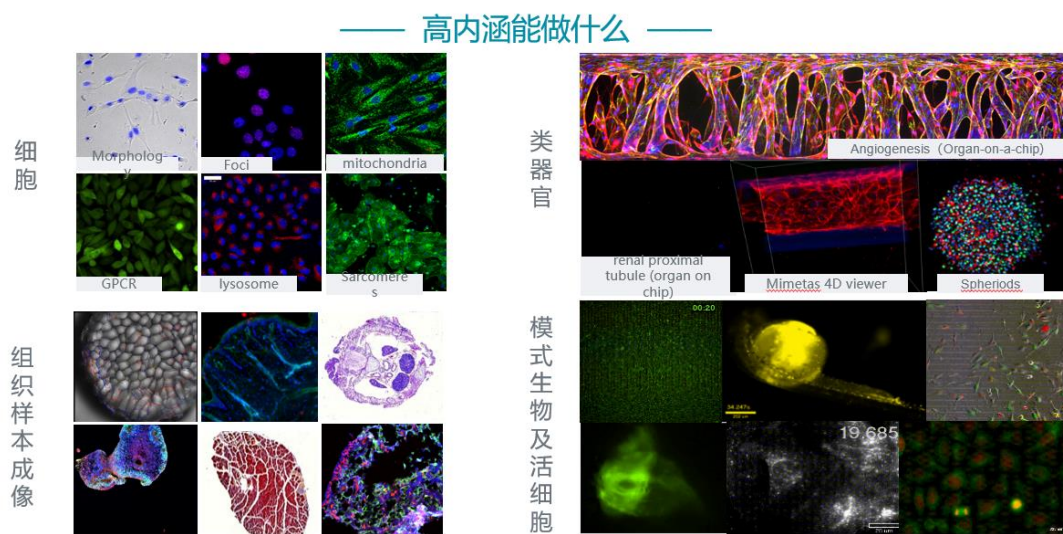 高内涵能做什么
细胞
Morpholog
y
Foci
mitochondria
GPCR
lysosome
Sarcomere
s
类器官
Angiogenesis（Organ-on-a-chip)
renal proximal
tubule (organ on
chip)
Mimetas 4D viewer
Spheriods
组织样本成像
模式生物及活细胞
00:20
34.247s
19.685